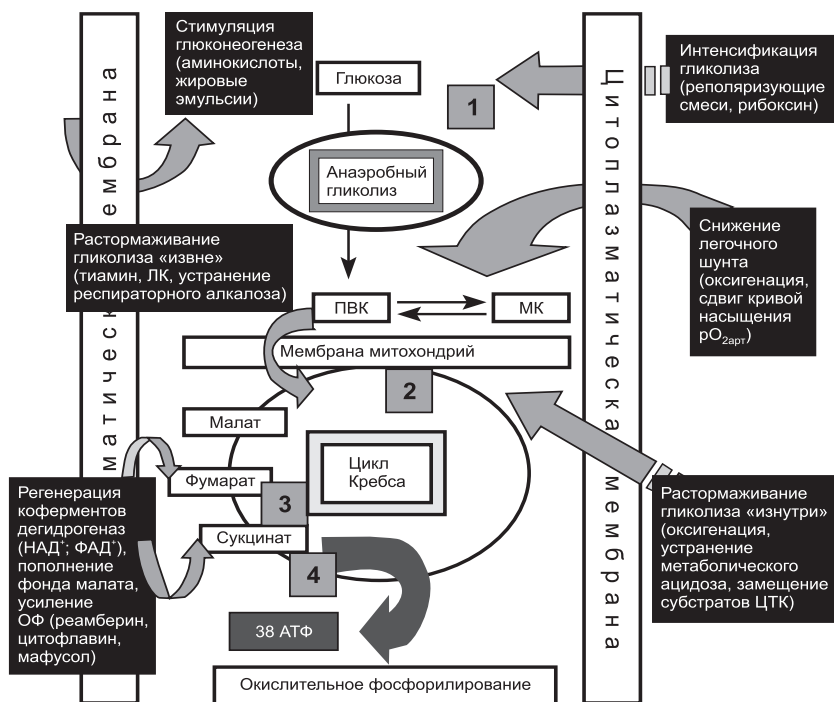 Стимуляция
глюконеогенеза
(аминокислоты,
жировые
эмульсии)
Глюкоза
1
Интенсификация
гликолиза
(реполяризующие
смеси, рибоксин)
Анаэробный
гликолиз
Цитоплазматическа мембрана
матическ ембрана
Растормаживание
гликолиза «извне»
(тиамин, ЛК, устранение
респираторного алкалоза)
Снижение
легочного
шунта
(оксигенация,
сдвиг кривой
насыщения
pO2арт)
ПВК
МК
Мембрана митохондрий
2
Малат
Цикл
Кребса
Фумарат
3
Сукцинат
4
Регенерация
коферментов
дегидрогеназ
(НАД+; ФАД+),
пополнение
фонда малата,
усиление
ОФ (реамберин,
цитофлавин,
мафусол)
Растормаживание
гликолиза «изнутри»
(оксигенация,
устранение
метаболического
ацидоза, замещение
субстратов ЦТК)
38 АТФ
Окислительное фосфорилирование